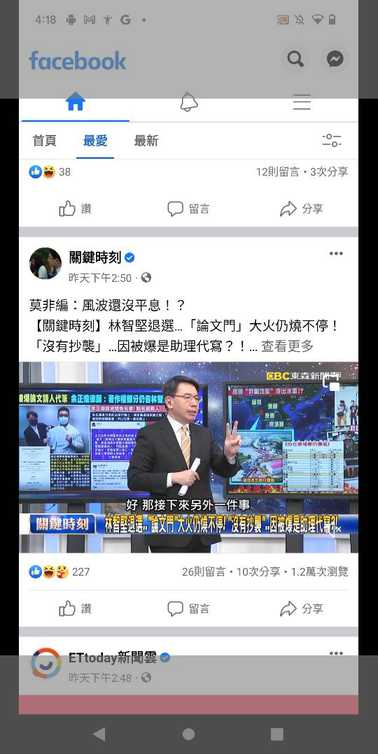 4:18
facebook
首頁 最愛 最新
38 12則留言・3次分享
讚 留言 分享
關鍵時刻
昨天下午2:50・
莫非編：風波還沒平息！？
【關鍵時刻】林智堅退選...「論文門」大火仍燒不停！
「沒有抄襲」...因被爆是助理代寫？！... 查看更多
EBC 東森新聞
好 那接下來另外一件事
關鍵時刻 林智堅退選..."論文門"大火仍燒不停! "沒有抄襲"..因被爆是助理代寫
227 26則留言・10次分享・1.2萬次瀏覽
讚 留言 分享
ETtoday新聞雲
昨天下午2:48・